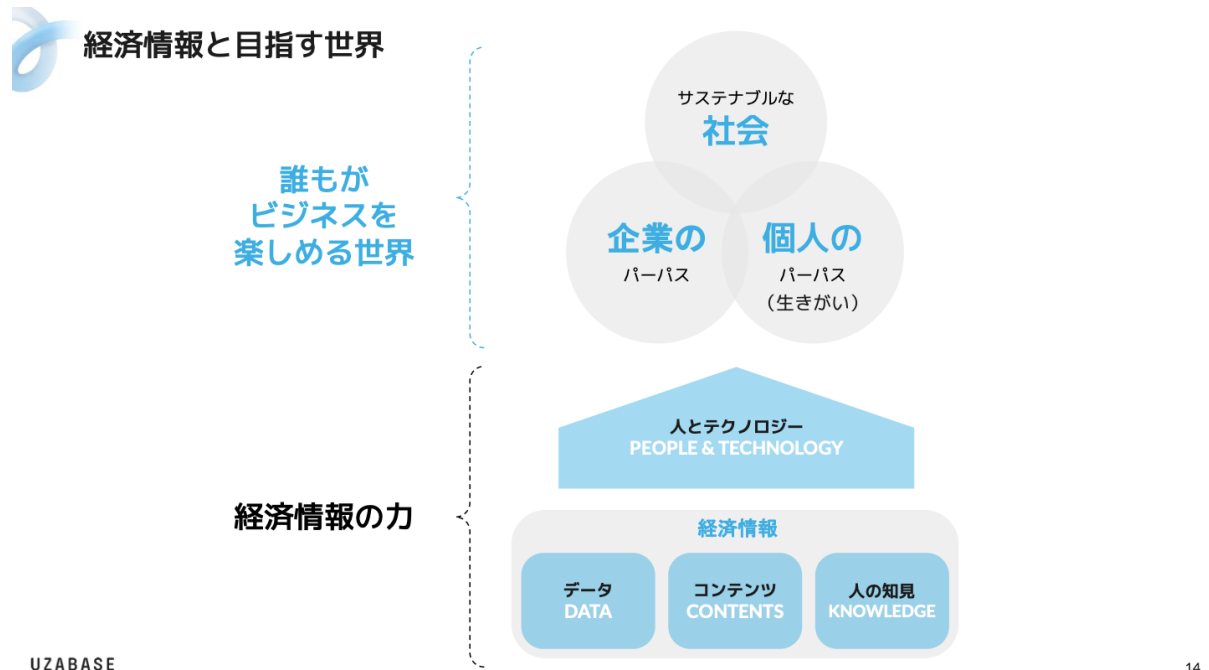 経済情報と目指す世界
サステナブルな
社会
誰もが
ビジネスを
楽しめる世界
企業の
パーパス
個人の
パーパス
（生きがい）
人とテクノロジー
PEOPLE & TECHNOLOGY
経済情報の力
経済情報
データ
DATA
コンテンツ
CONTENTS
人の知見
KNOWLEDGE
UZABASE
14